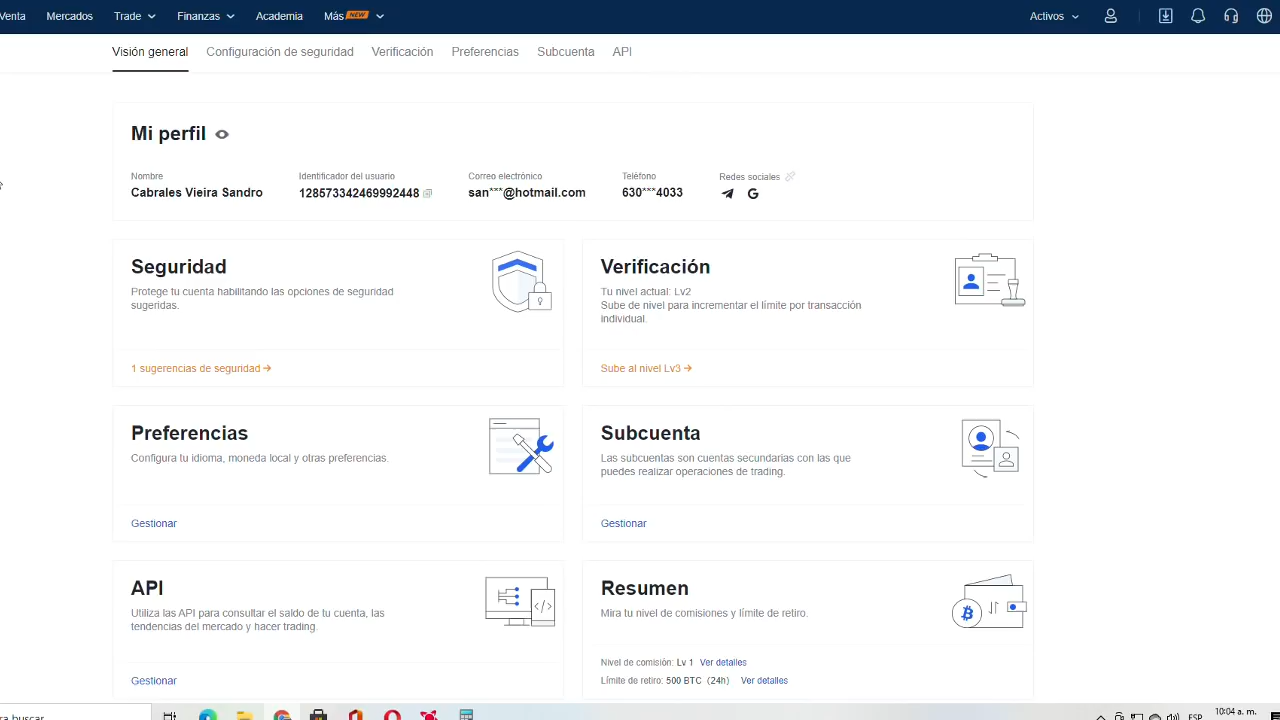 Venta Mercados Trade Finanzas Academia Más NEW Activos
Visión general Configuración de seguridad Verificación Preferencias Subcuenta API
Mi perfil
Nombre Identificador del usuario Correo electrónico Teléfono Redes sociales
Cabrales Vieira Sandro 128573342469992448 san***@hotmail.com 630***4033
Seguridad
Protege tu cuenta habilitando las opciones de seguridad
sugeridas.
1 sugerencias de seguridad
Verificación
Tu nivel actual: Lv2
Sube de nivel para incrementar el límite por transacción
individual.
Sube al nivel Lv3
Preferencias
Configura tu idioma, moneda local y otras preferencias.
Gestionar
Subcuenta
Las subcuentas son cuentas secundarias con las que
puedes realizar operaciones de trading.
Gestionar
API
Utiliza las API para consultar el saldo de tu cuenta, las
tendencias del mercado y hacer trading.
Gestionar
Resumen
Mira tu nivel de comisiones y límite de retiro.
Nivel de comisión: Lv 1 Ver detalles
Límite de retiro: 500 BTC (24h) Ver detalles
ra buscar ESP 10:04 a. m.